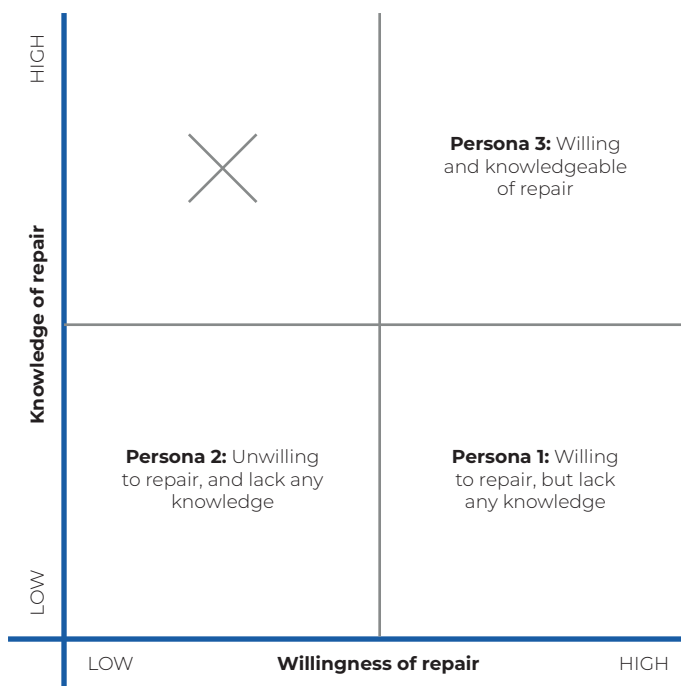 HIGH
Persona 3: Willing
and knowledgeable
of repair
Knowledge of repair
Persona 2: Unwilling
to repair, and lack any
knowledge
Persona 1: Willing
to repair, but lack
any knowledge
LOW
LOW
Willingness of repair
HIGH